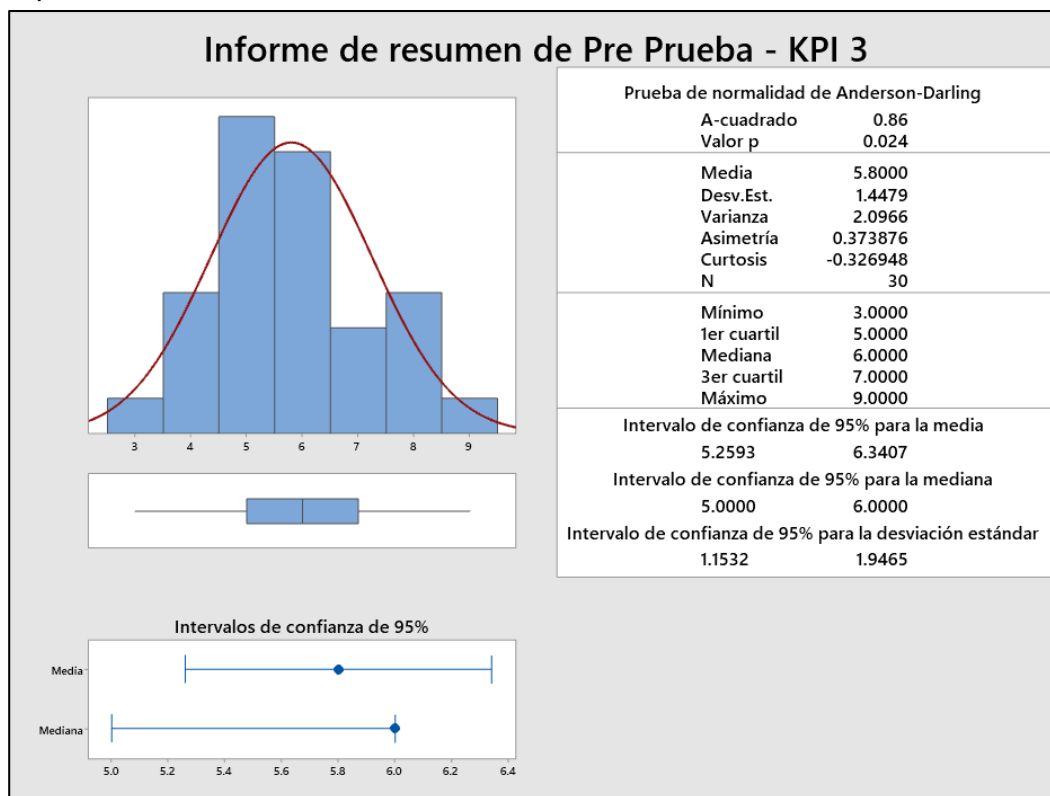 Informe de resumen de Pre Prueba - KPI 3
3 4 5 6 7 8 9
Intervalos de confianza de 95%
Media
Mediana
5.0 5.2 5.4 5.6 5.8 6.0 6.2 6.4
Prueba de normalidad de Anderson-Darling
A-cuadrado 0.86
Valor p 0.024
Media 5.8000
Desv.Est. 1.4479
Varianza 2.0966
Asimetría 0.373876
Curtosis -0.326948
N 30
Mínimo 3.0000
1er cuartil 5.0000
Mediana 6.0000
3er cuartil 7.0000
Máximo 9.0000
Intervalo de confianza de 95% para la media
5.2593 6.3407
Intervalo de confianza de 95% para la mediana
5.0000 6.0000
Intervalo de confianza de 95% para la desviación estándar
1.1532 1.9465